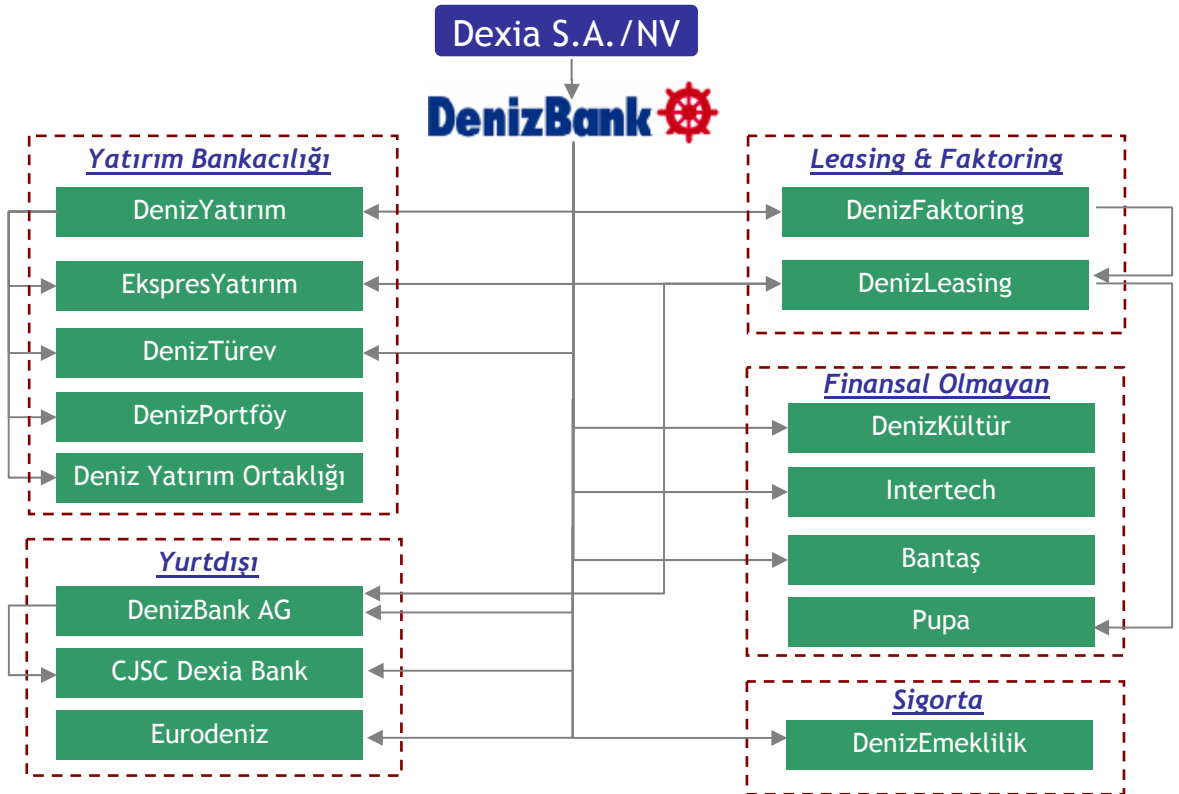 Dexia S.A./NV
DenizBank
Yatırım Bankacılığı
DenizYatırım
EkspresYatırım
DenizTürev
DenizPortföy
Deniz Yatırım Ortaklığı
Yurtdışı
DenizBank AG
CJSC Dexia Bank
Eurodeniz
Leasing & Faktoring
DenizFaktoring
DenizLeasing
Finansal Olmayan
DenizKültür
Intertech
Bantaş
Pupa
Sigorta
DenizEmeklilik